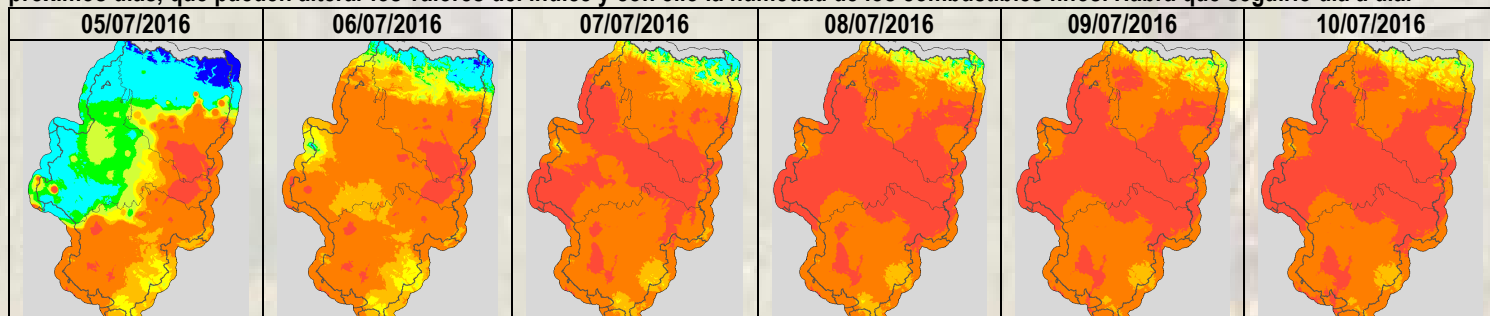 próximos días, que pueden alterar los valores del índice y con ello la humedad de los combustibles finos. Habrá que seguirlo día a día.
05/07/2016 06/07/2016 07/07/2016 08/07/2016 09/07/2016 10/07/2016